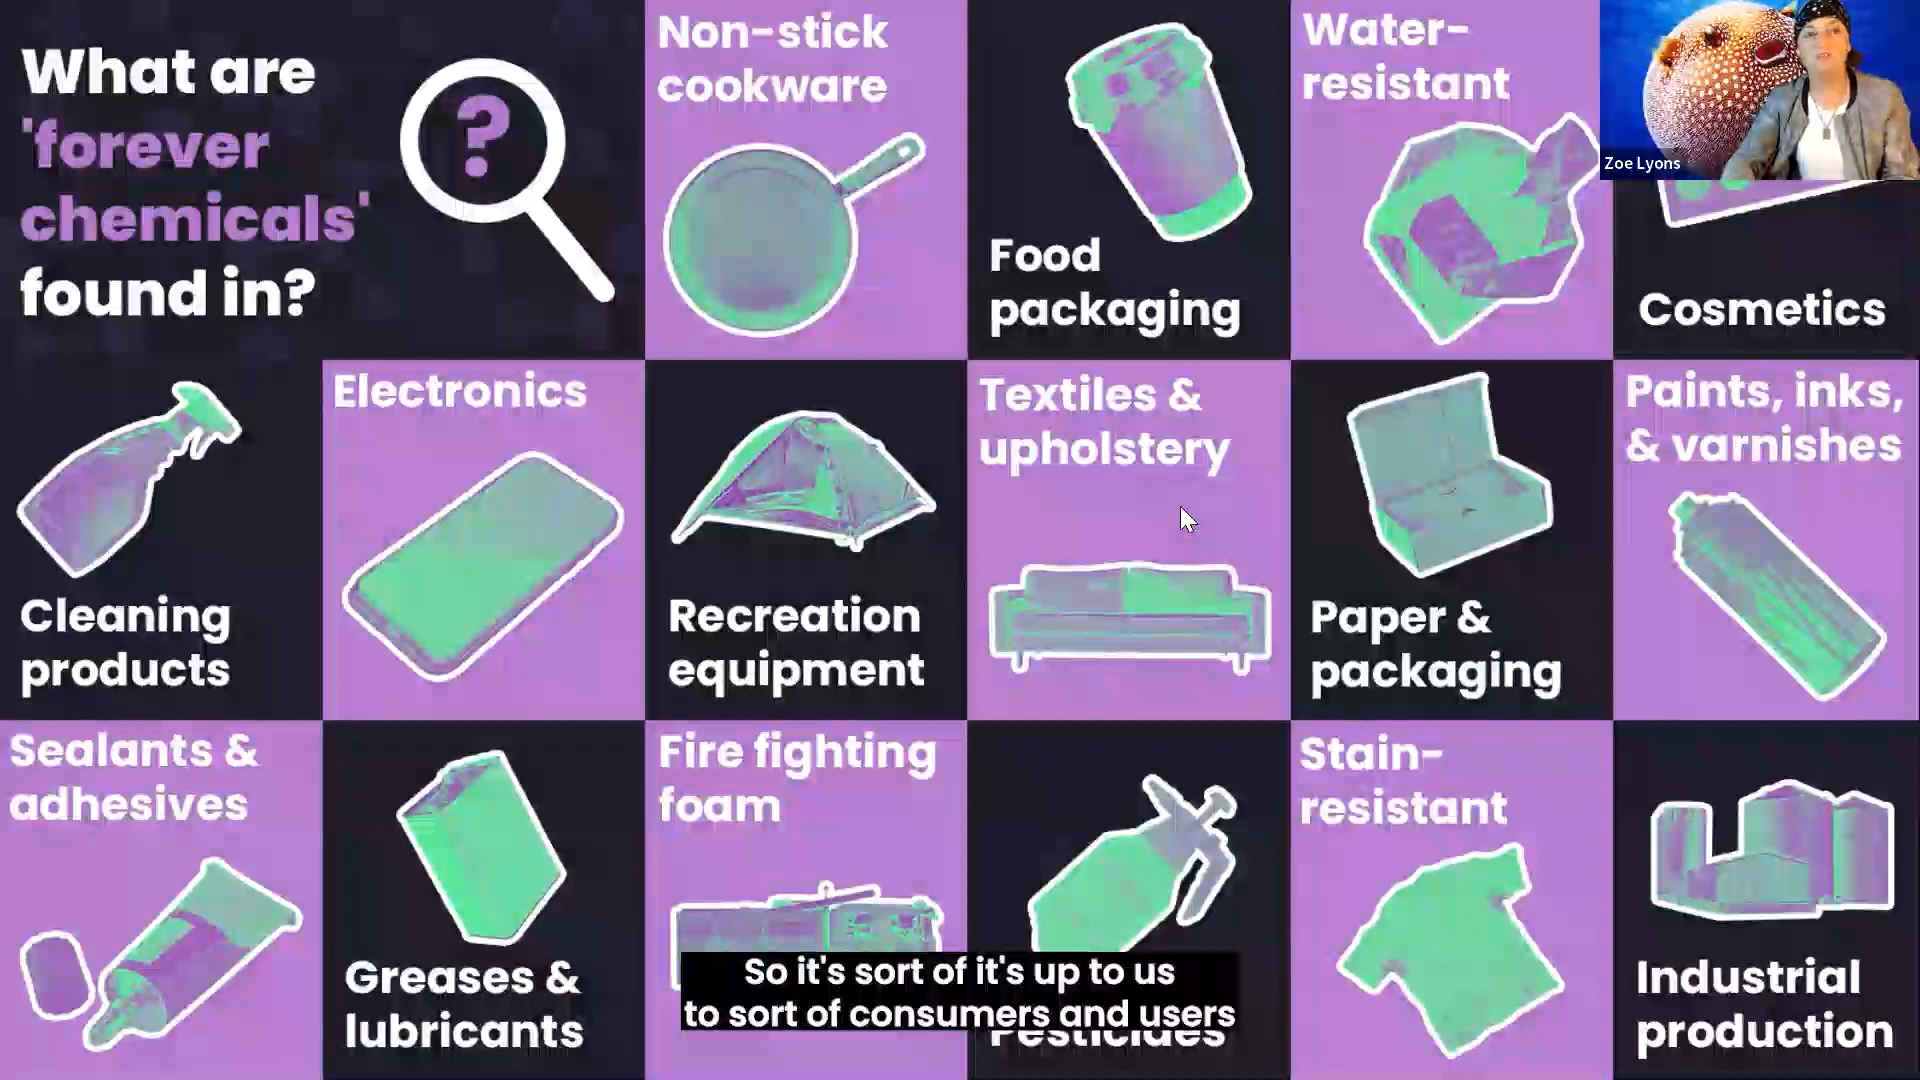 What are
'forever
chemicals'
found in?
?
Non-stick
cookware
Food
packaging
Water-
resistant
Zoe Lyons
Cosmetics
Cleaning
products
Electronics
Recreation
equipment
Textiles &
upholstery
Paper &
packaging
Paints, inks,
& varnishes
Sealants &
adhesives
Greases &
lubricants
Fire fighting
foam
Pesticides
Stain-
resistant
Industrial
production
So it's sort of it's up to us
to sort of consumers and users